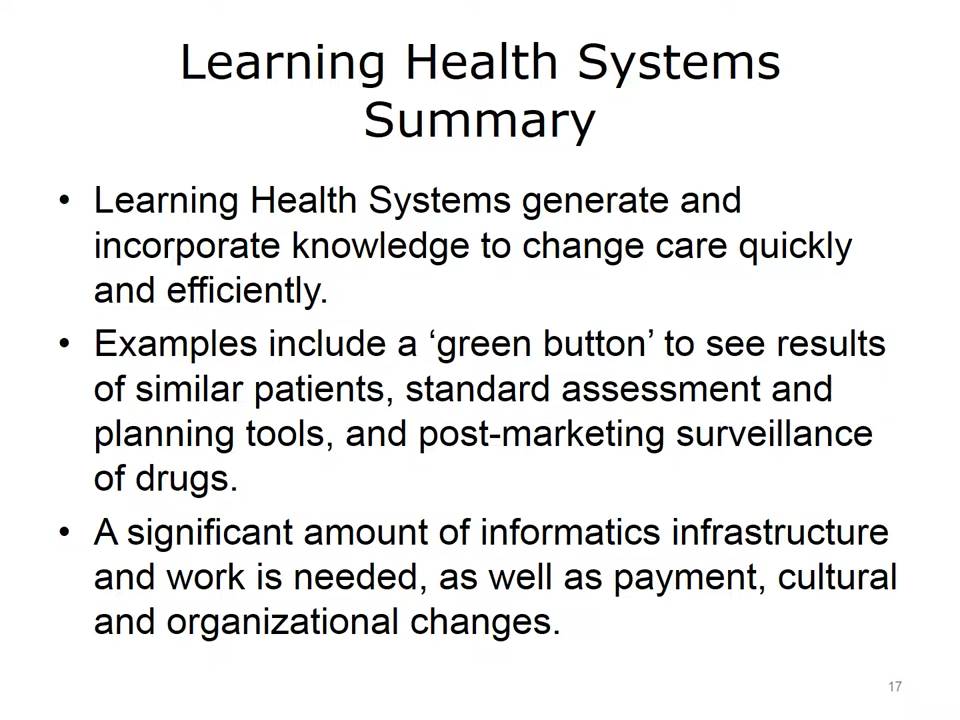 Learning Health Systems
Summary
• Learning Health Systems generate and
incorporate knowledge to change care quickly
and efficiently.
• Examples include a ‘green button’ to see results
of similar patients, standard assessment and
planning tools, and post-marketing surveillance
of drugs.
• A significant amount of informatics infrastructure
and work is needed, as well as payment, cultural
and organizational changes.
17